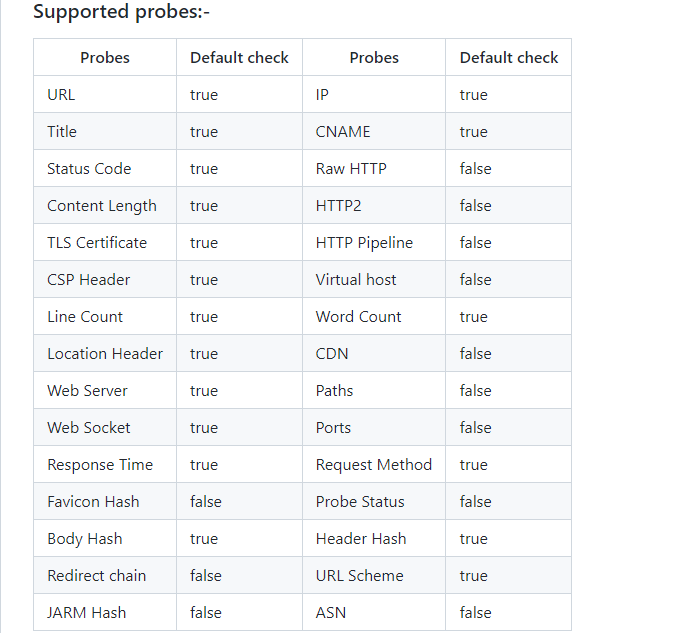 Supported probes:-
Probes Default check Probes Default check
URL true IP true
Title true CNAME true
Status Code true Raw HTTP false
Content Length true HTTP2 false
TLS Certificate true HTTP Pipeline false
CSP Header true Virtual host false
Line Count true Word Count true
Location Header true CDN false
Web Server true Paths false
Web Socket true Ports false
Response Time true Request Method true
Favicon Hash false Probe Status false
Body Hash true Header Hash true
Redirect chain false URL Scheme true
JARM Hash false ASN false